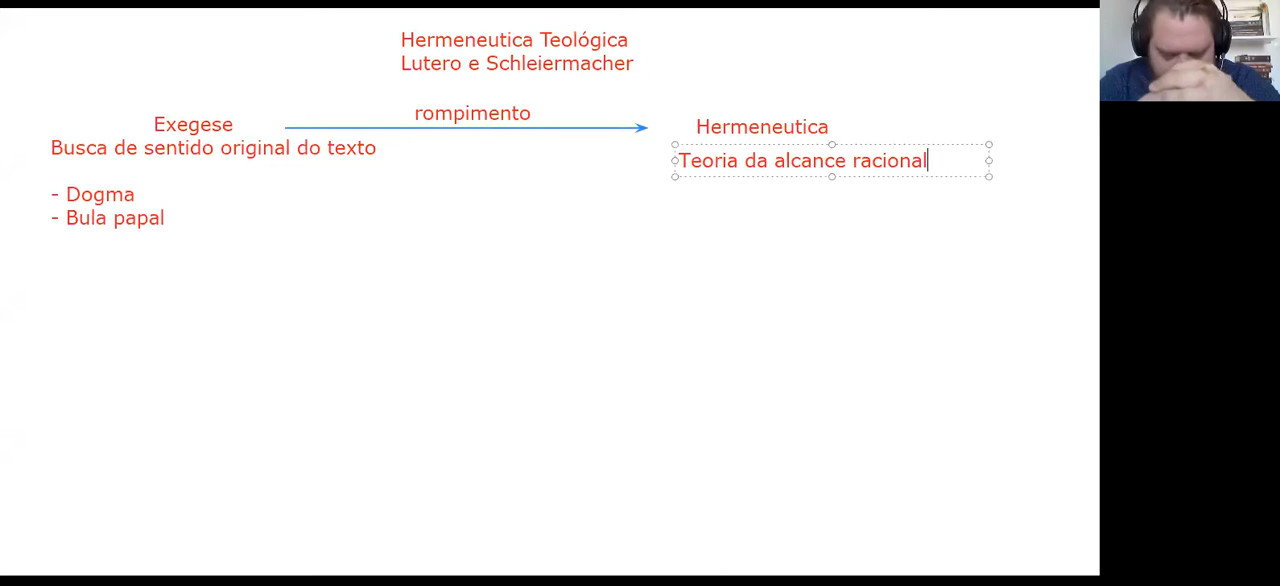 Hermeneutica Teológica
Lutero e Schleiermacher
rompimento
Exegese
Busca de sentido original do texto
- Dogma
- Bula papal
Hermeneutica
Teoria da alcance racional